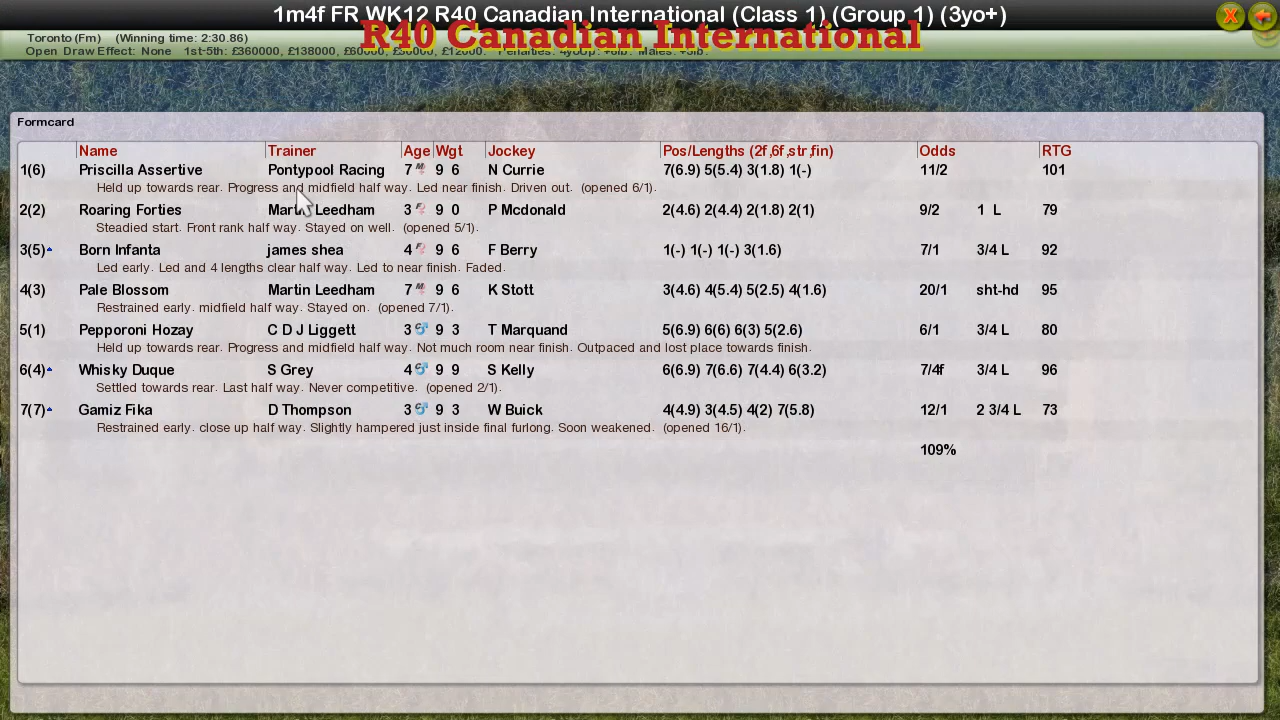 1m4f FR WK12 R40 Canadian International (Class 1) (Group 1) (3yo+)
R40 Canadian International
Toronto (Fm) (Winning time: 2:30.86)
Open Draw Effect: None 1st-5th: £360000, £138000, £60000, £30000, £12000. Penalties: 4yoUp: +6lb. Males: +3lb.
Formcard
Name Trainer Age Wgt Jockey Pos/Lengths (2f,6f,str,fin) Odds RTG
1(6) Priscilla Assertive Pontypool Racing 7 M 9 6 N Currie 7(6.9) 5(5.4) 3(1.8) 1(-) 11/2 101
Held up towards rear. Progress and midfield half way. Led near finish. Driven out. (opened 6/1).
2(2) Roaring Forties Martin Leedham 3 9 0 P Mcdonald 2(4.6) 2(4.4) 2(1.8) 2(1) 9/2 1 L 79
Steadied start. Front rank half way. Stayed on well. (opened 5/1).
3(5) Born Infanta james shea 4 9 6 F Berry 1(-) 1(-) 1(-) 3(1.6) 7/1 3/4 L 92
Led early. Led and 4 lengths clear half way. Led to near finish. Faded.
4(3) Pale Blossom Martin Leedham 7 M 9 6 K Stott 3(4.6) 4(5.4) 5(2.5) 4(1.6) 20/1 sht-hd 95
Restrained early. midfield half way. Stayed on. (opened 7/1).
5(1) Pepporoni Hozay C D J Liggett 3 9 3 T Marquand 5(6.9) 6(6) 6(3) 5(2.6) 6/1 3/4 L 80
Held up towards rear. Progress and midfield half way. Not much room near finish. Outpaced and lost place towards finish.
6(4) Whisky Duque S Grey 4 9 9 S Kelly 6(6.9) 7(6.6) 7(4.4) 6(3.2) 7/4f 3/4 L 96
Settled towards rear. Last half way. Never competitive. (opened 2/1).
7(7) Gamiz Fika D Thompson 3 9 3 W Buick 4(4.9) 3(4.5) 4(2) 7(5.8) 12/1 2 3/4 L 73
Restrained early. close up half way. Slightly hampered just inside final furlong. Soon weakened. (opened 16/1).
109%